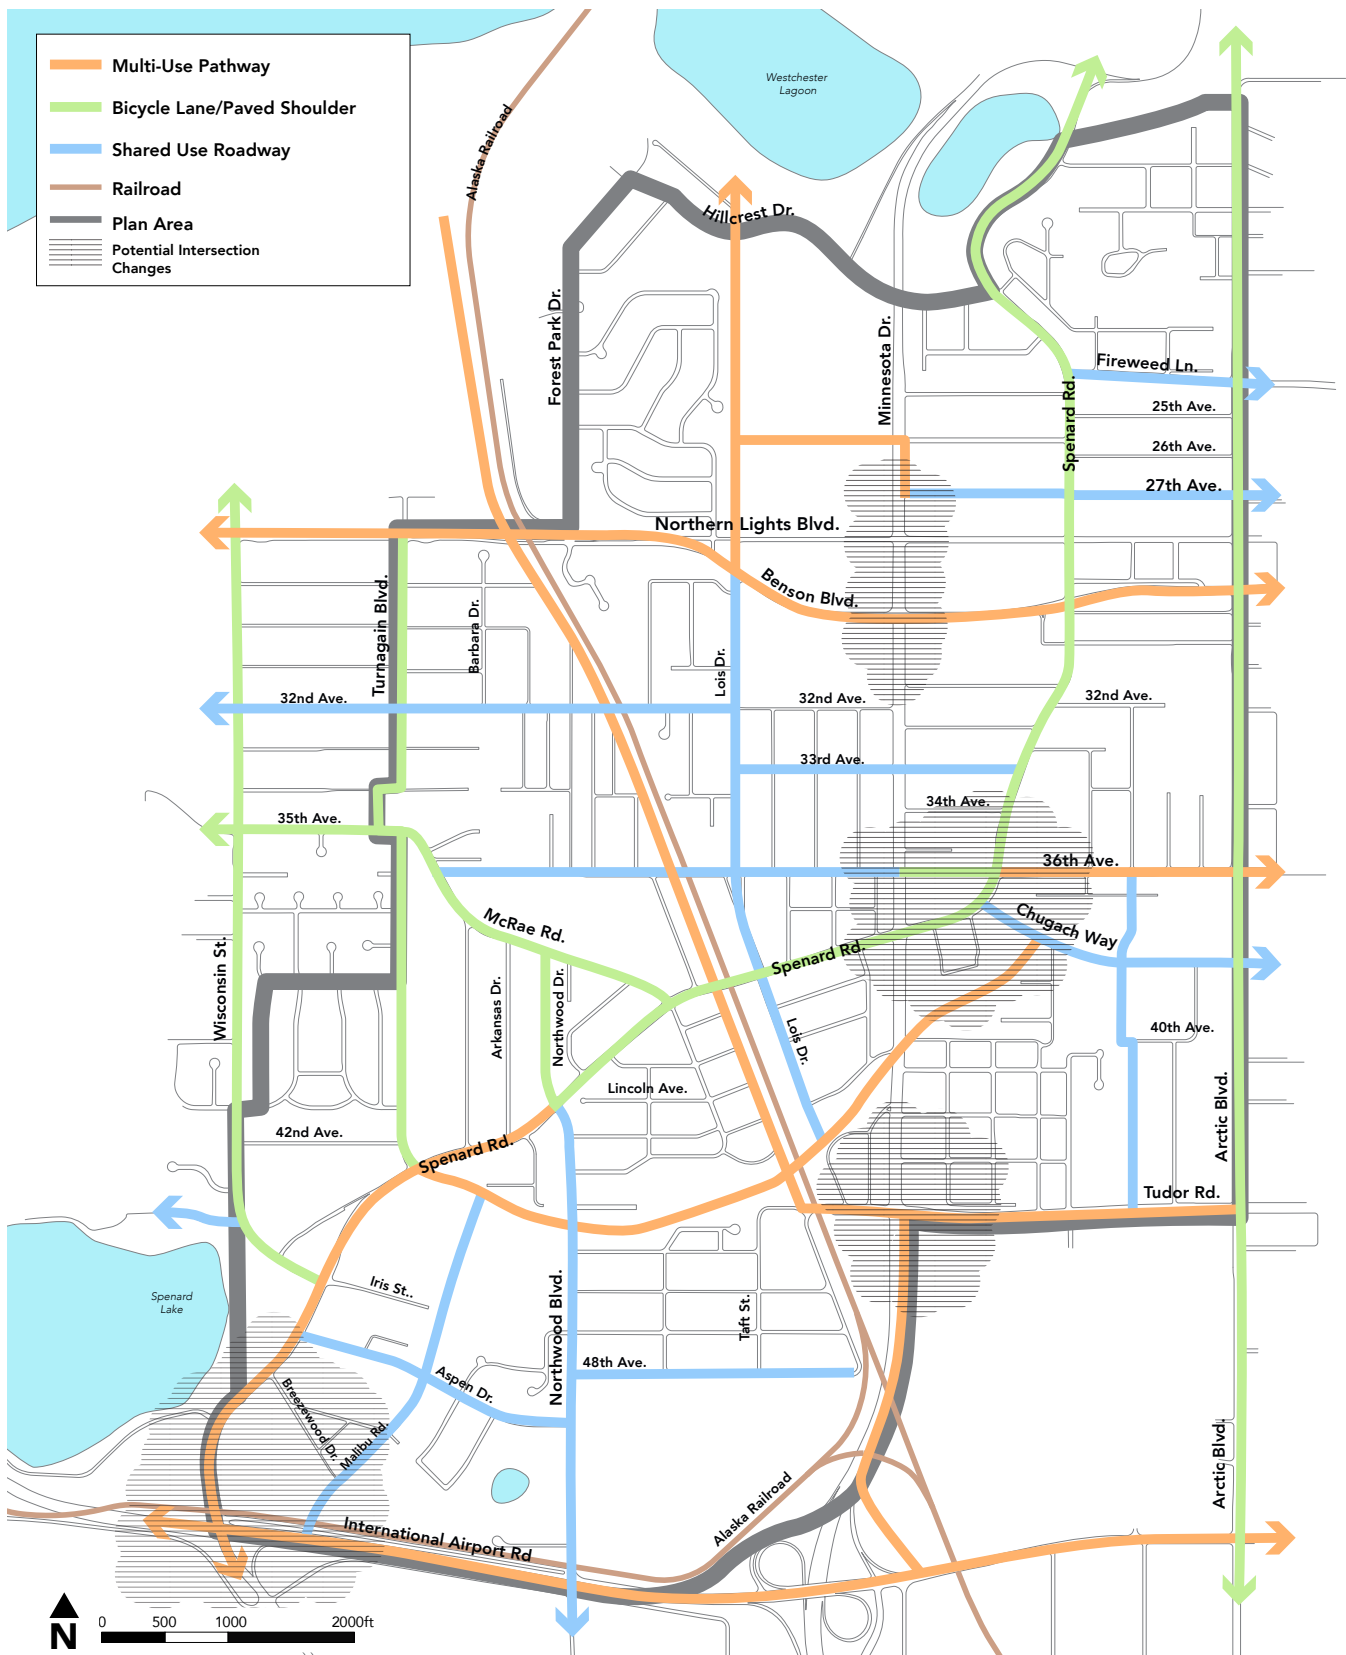 Multi-Use Pathway
Bicycle Lane/Paved Shoulder
Shared Use Roadway
Railroad
Plan Area
Potential Intersection
Changes
Alaska Railroad
Westchester
Lagoon
Hillcrest Dr.
Forest Park Dr.
Minnesota Dr.
Spenard Rd.
Fireweed Ln.
25th Ave.
26th Ave.
27th Ave.
Northern Lights Blvd.
Benson Blvd.
Turnagain Blvd.
Barbara Dr.
Lois Dr.
32nd Ave.
32nd Ave.
32nd Ave.
33rd Ave.
34th Ave.
35th Ave.
36th Ave.
McRae Rd.
Chugach Way
Spenard Rd.
Wisconsin St.
Arkansas Dr.
Northwood Dr.
Lois Dr.
40th Ave.
Lincoln Ave.
Arctic Blvd.
42nd Ave.
Spenard Rd.
Tudor Rd.
Spenard
Lake
Iris St..
Northwood Blvd.
Taft St.
48th Ave.
Aspen Dr.
Breezewood Dr.
Malibu Rd.
Arctic Blvd.
Alaska Railroad
International Airport Rd
N
0 500 1000 2000ft